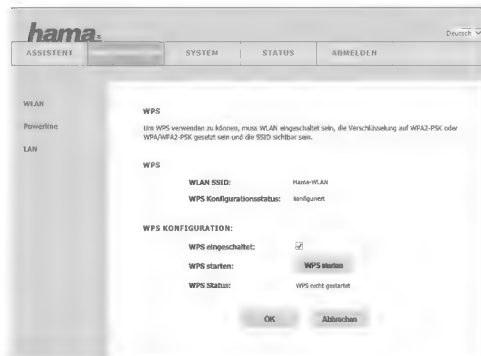 hama.
Deutsch
ASSISTENT SYSTEM STATUS ABMELDEN
WLAN
Powerline
LAN
WPS
Um WPS verwenden zu können, muss WLAN eingeschaltet sein, die Verschlüsselung auf WPA2-PSK oder
WPA/WPA2-PSK gesetzt sein und die SSID sichtbar sein.
WPS
WLAN SSID: Hama-WLAN
WPS Konfigurationsstatus: konfiguriert
WPS KONFIGURATION:
WPS eingeschaltet:
WPS starten: WPS starten
WPS Status: WPS nicht gestartet
OK Abbrechen